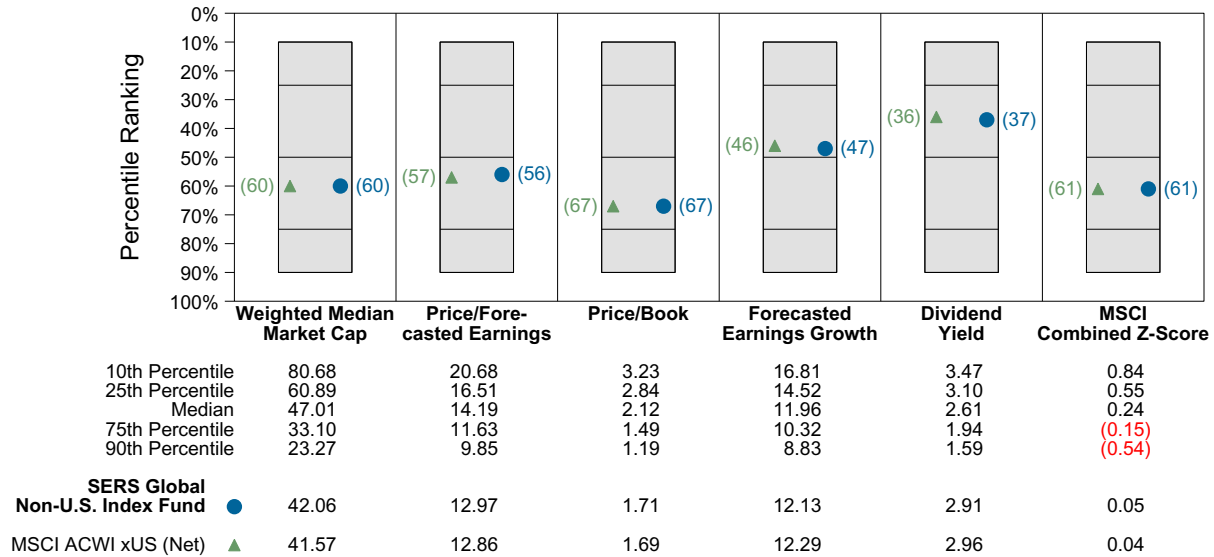 0%
10%
20%
30%
40%
50%
60%
70%
80%
90%
100%
Percentile Ranking
(60) (60)
(57) (56)
(67) (67)
(46) (47)
(36) (37)
(61) (61)
Weighted Median
Market Cap
Price/Fore-
casted Earnings
Price/Book
Forecasted
Earnings Growth
Dividend
Yield
MSCI
Combined Z-Score
10th Percentile 80.68 20.68 3.23 16.81 3.47 0.84
25th Percentile 60.89 16.51 2.84 14.52 3.10 0.55
Median 47.01 14.19 2.12 11.96 2.61 0.24
75th Percentile 33.10 11.63 1.49 10.32 1.94 (0.15)
90th Percentile 23.27 9.85 1.19 8.83 1.59 (0.54)
SERS Global
Non-U.S. Index Fund 42.06 12.97 1.71 12.13 2.91 0.05
MSCI ACWI xUS (Net) 41.57 12.86 1.69 12.29 2.96 0.04